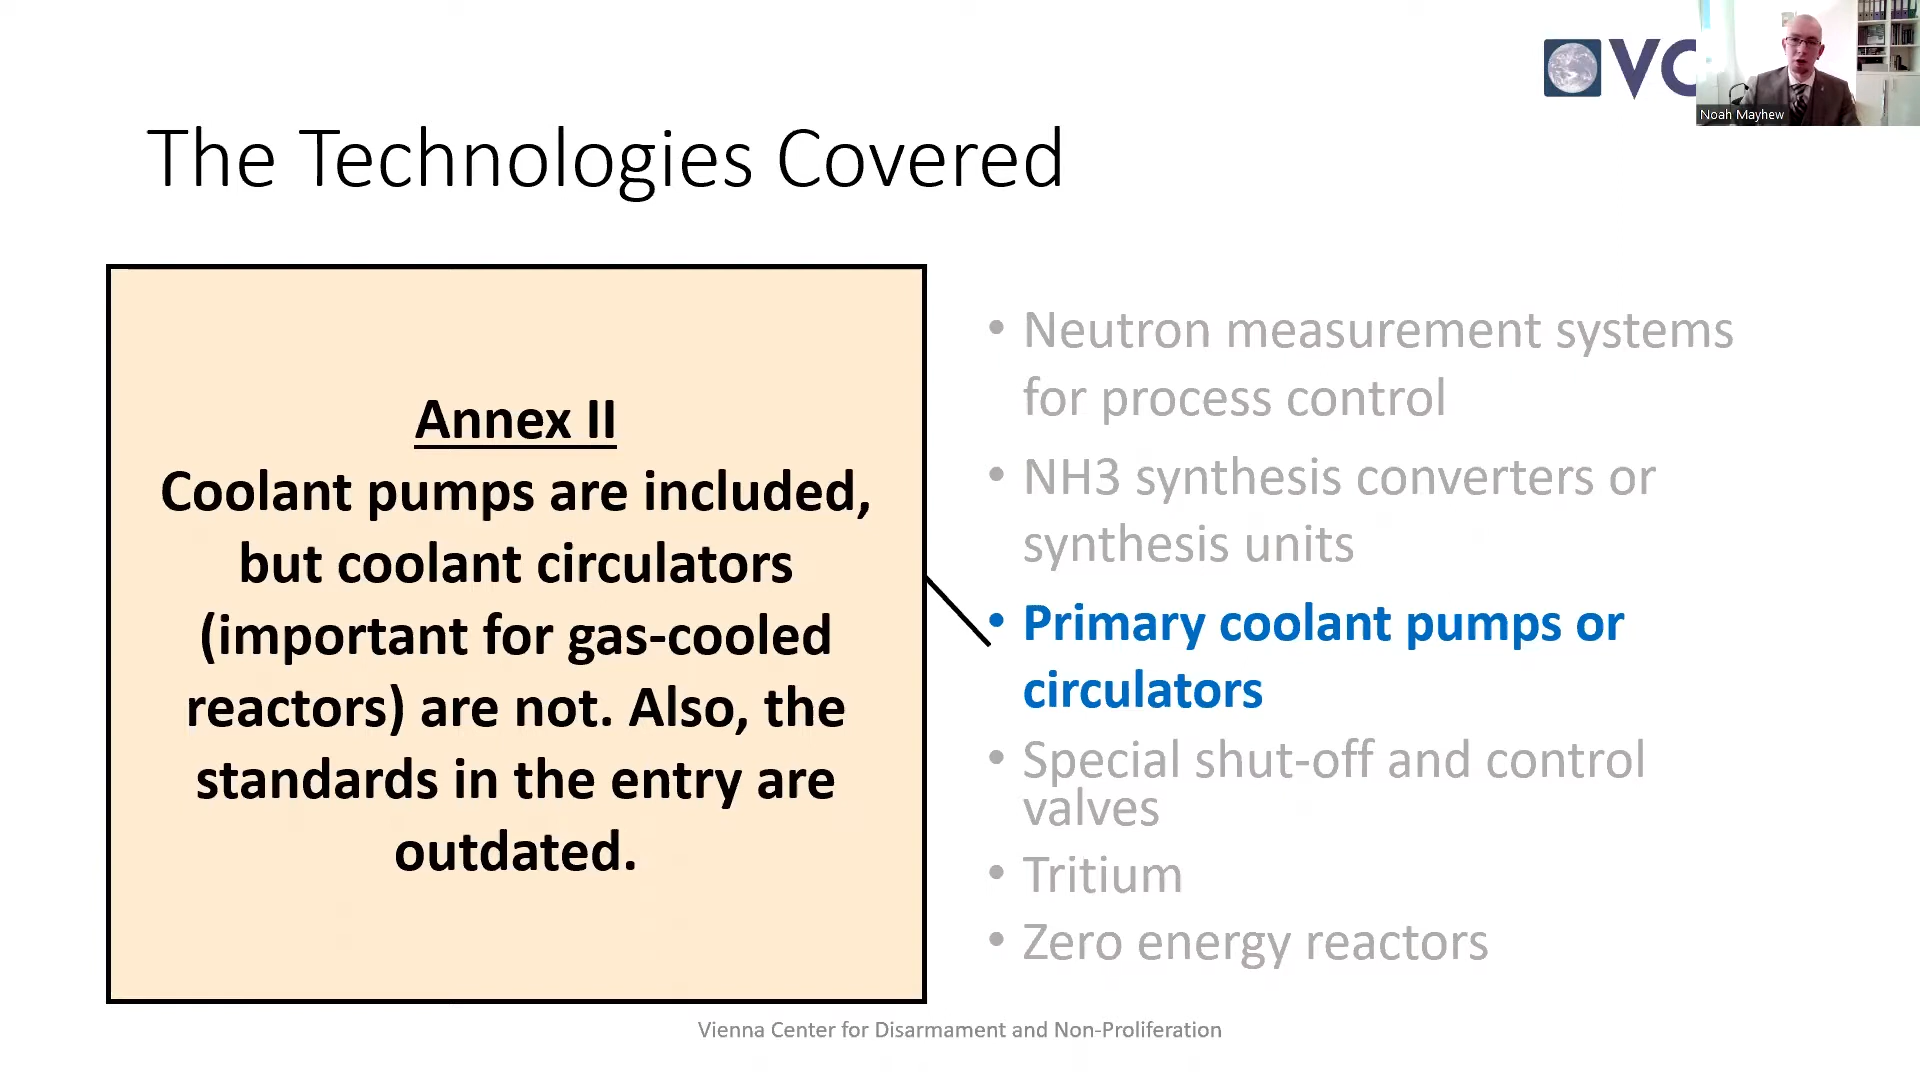 VC
Noah Mayhew
The Technologies Covered
Annex II
Coolant pumps are included,
but coolant circulators
(important for gas-cooled
reactors) are not. Also, the
standards in the entry are
outdated.
• Neutron measurement systems
for process control
• NH3 synthesis converters or
synthesis units
• Primary coolant pumps or
circulators
• Special shut-off and control
valves
• Tritium
• Zero energy reactors
Vienna Center for Disarmament and Non-Proliferation